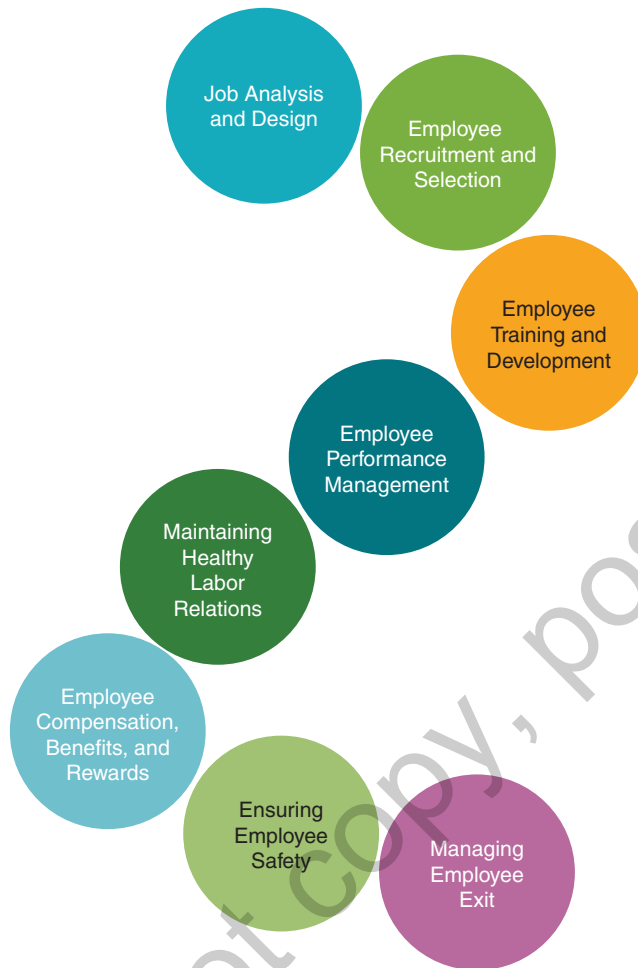 Job Analysis
and Design
Employee
Recruitment and
Selection
Employee
Training and
Development
Employee
Performance
Management
Maintaining
Healthy
Labor
Relations
Employee
Compensation,
Benefits, and
Rewards
Ensuring
Employee
Safety
Managing
Employee
Exit
copy,